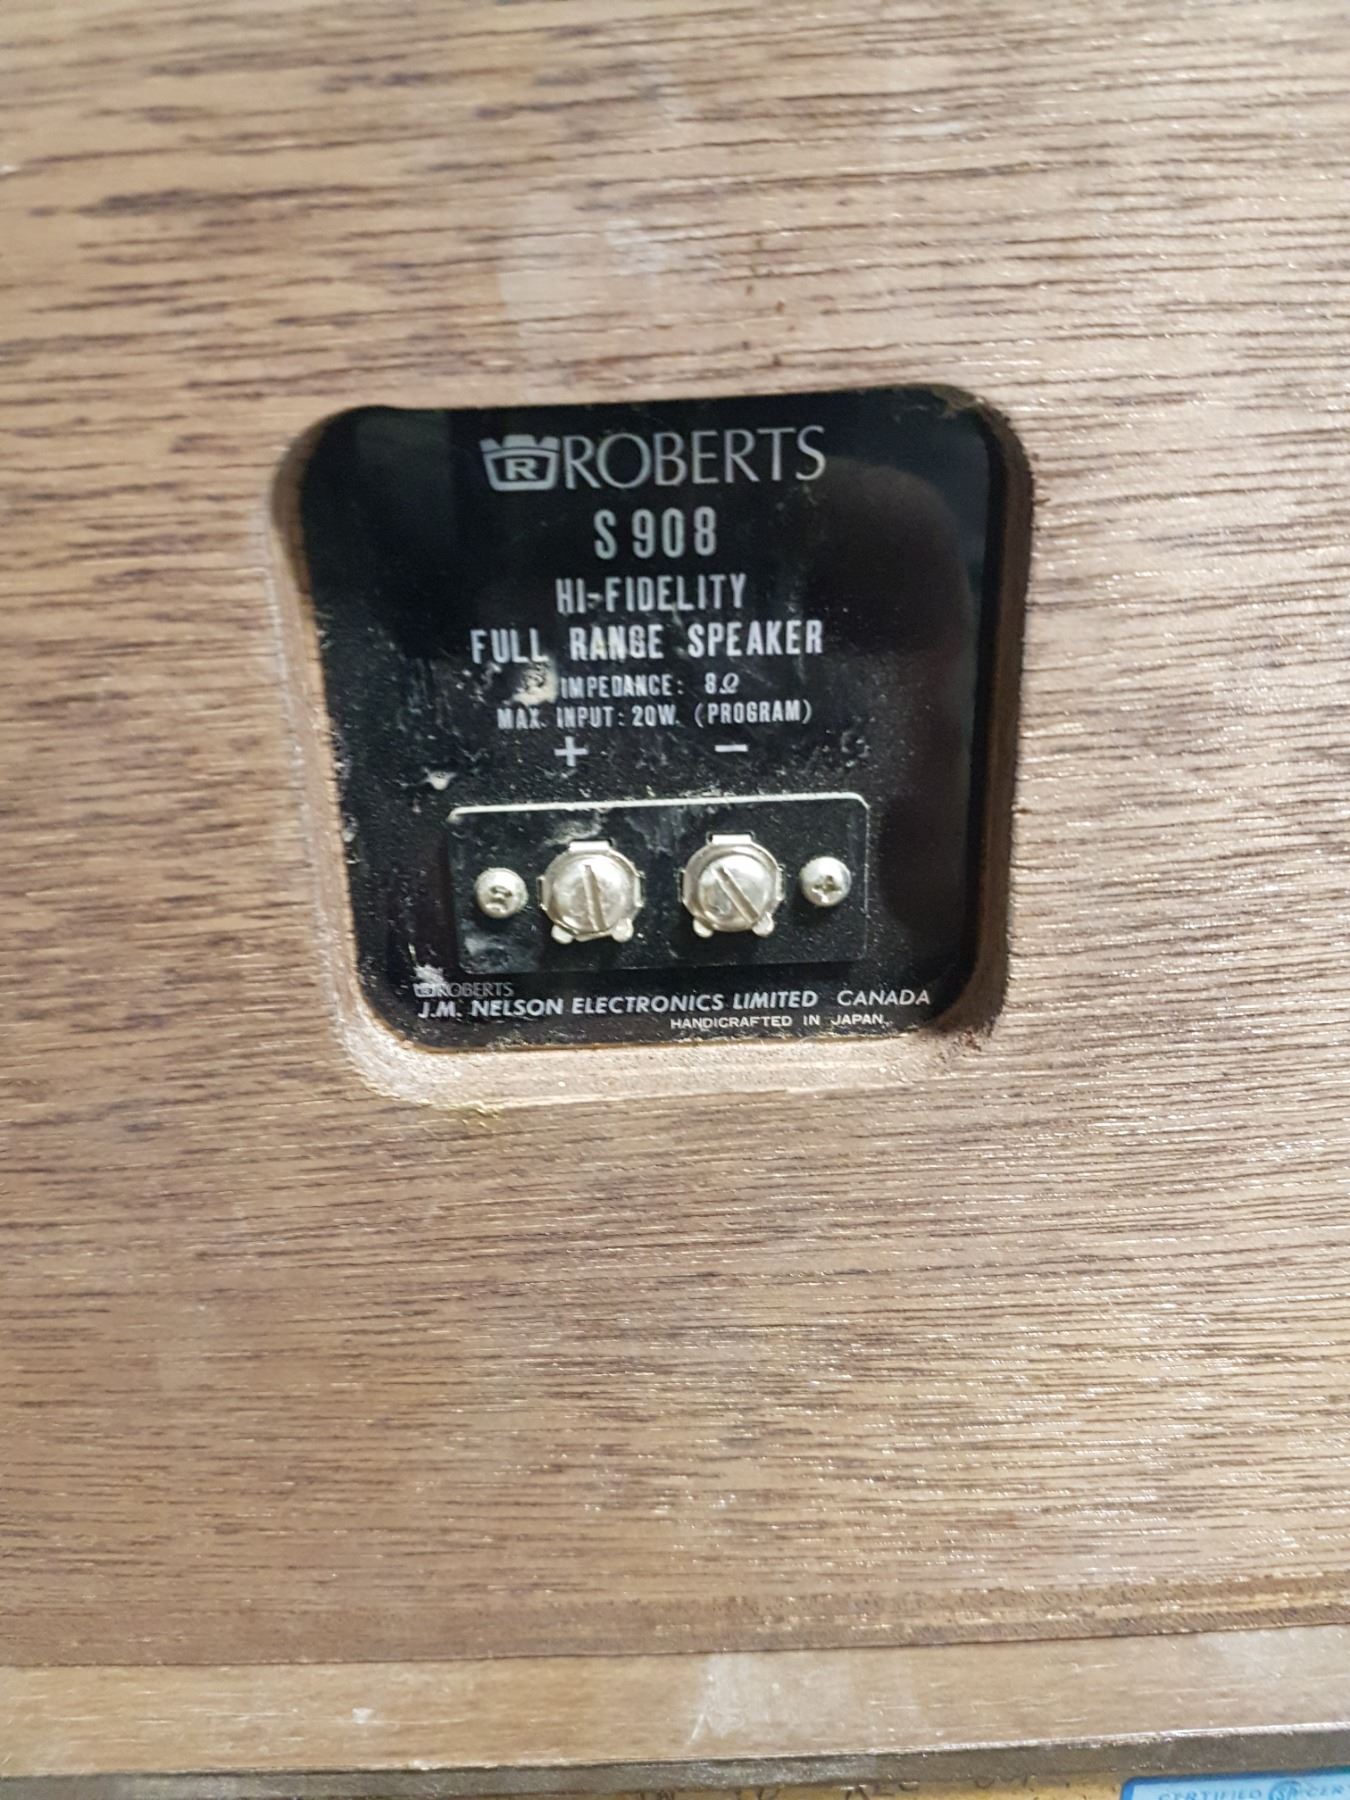 R ROBERTS
S 908
HI-FIDELITY
FULL RANGE SPEAKER
IMPEDANCE: 8Ω
MAX. INPUT: 20W. (PROGRAM)
+ −
ROBERTS
J.M. NELSON ELECTRONICS LIMITED CANADA
HANDICRAFTED IN JAPAN
CERTIFIED